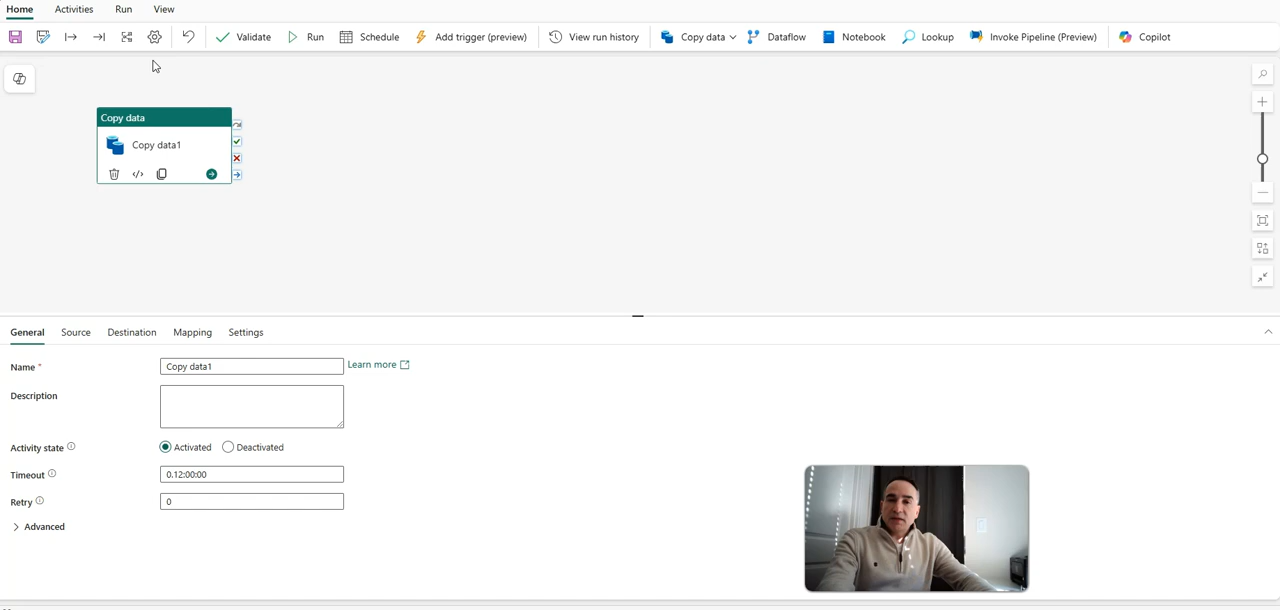 Home Activities Run View
Validate Run Schedule Add trigger (preview) View run history Copy data Dataflow Notebook Lookup Invoke Pipeline (Preview) Copilot
Copy data
Copy data1
General Source Destination Mapping Settings
Name * Copy data1 Learn more
Description
Activity state Activated Deactivated
Timeout 0.12:00:00
Retry 0
Advanced